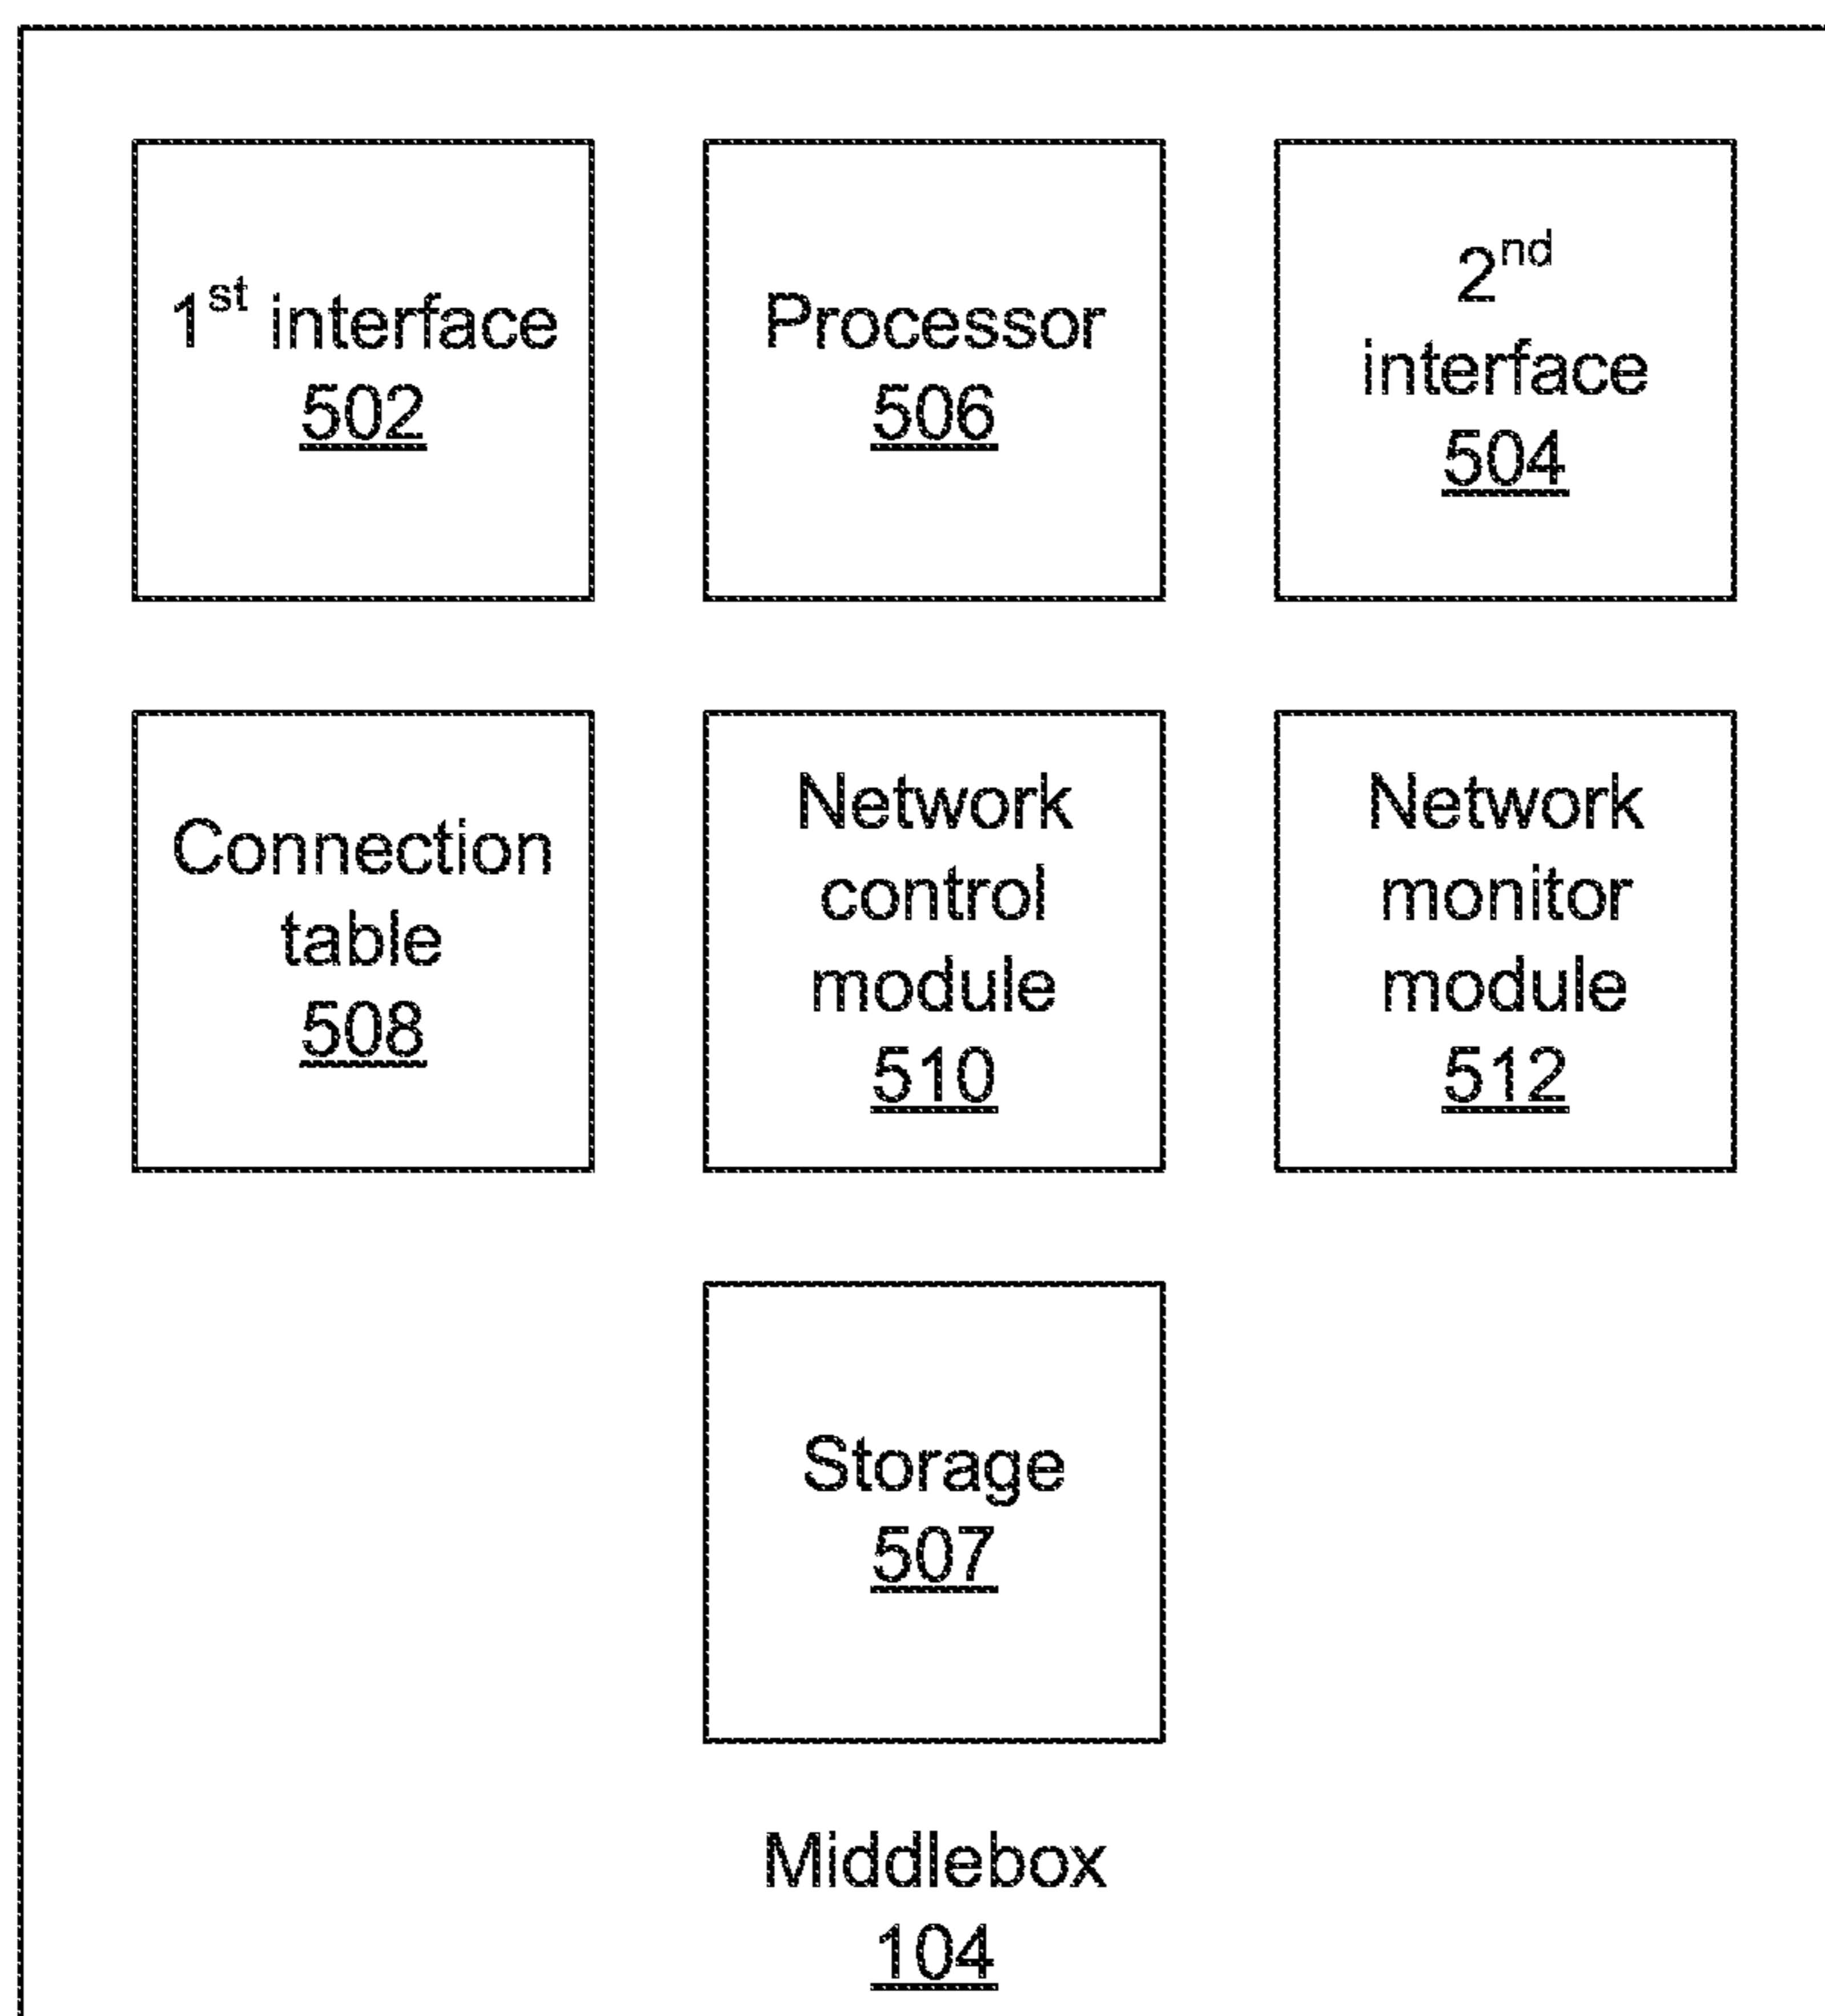 1st interface
502
Processor
506
2nd
interface
504
Connection
table
508
Network
control
module
510
Network
monitor
module
512
Storage
507
Middlebox
104